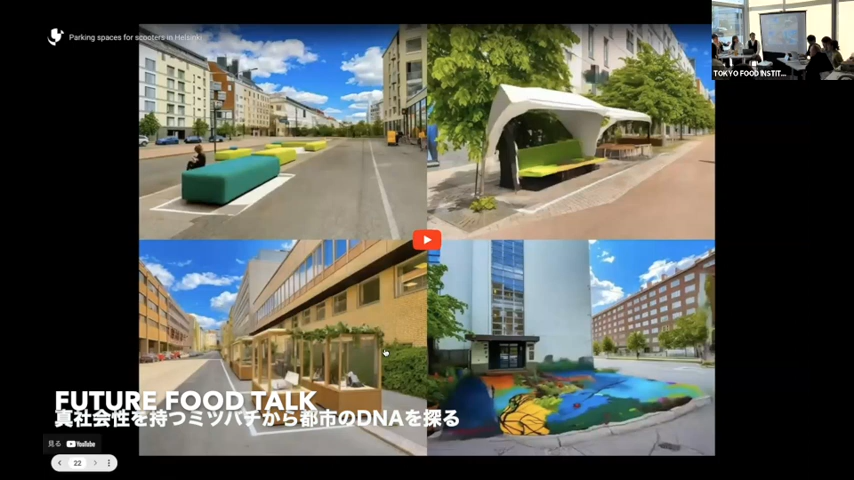 Parking spaces for scooters in Helsinki
TOKYO FOOD INSTIT...
FUTURE FOOD TALK
真社会性を持つミツバチから都市のDNAを探る
見る YouTube
22